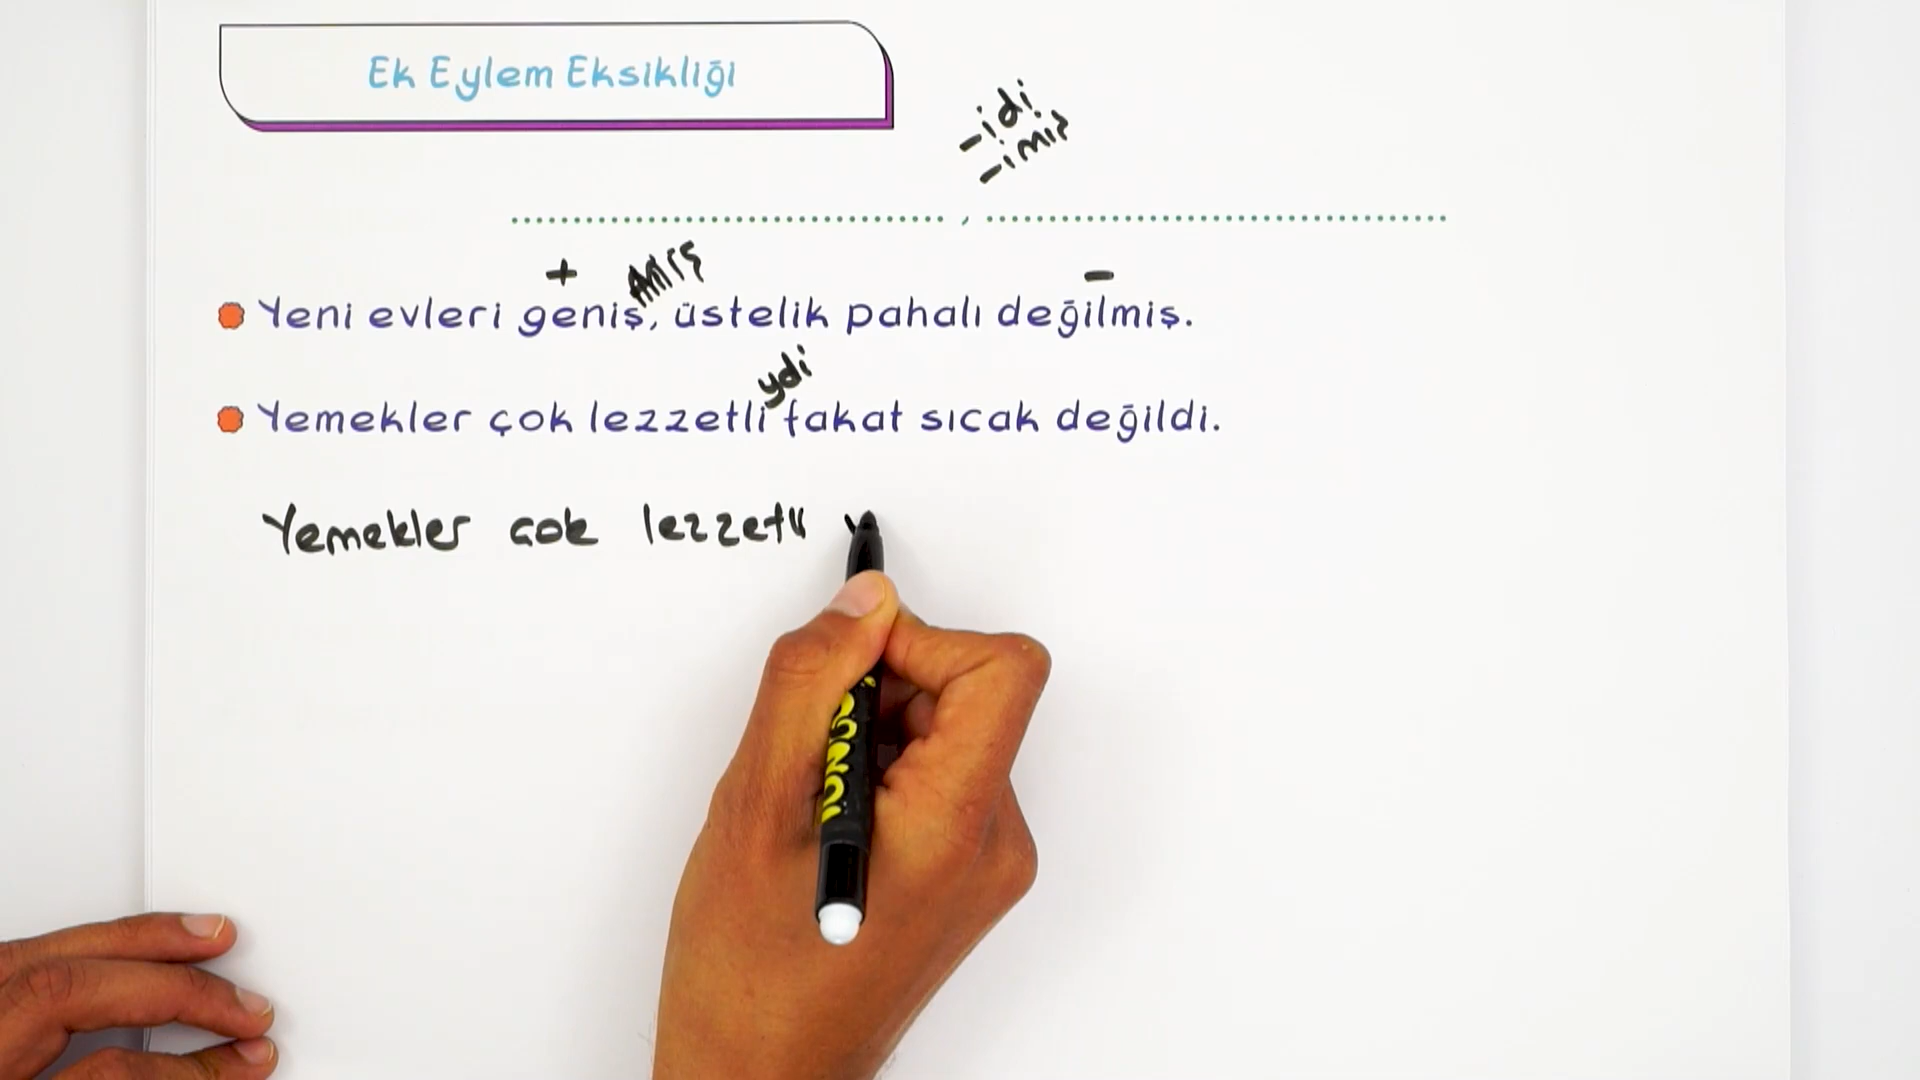 Ek Eylem Eksikliği
-idi
-imiş
+ miş -
Yeni evleri geniş, üstelik pahalı değilmiş.
ydi
Yemekler çok lezzetli fakat sıcak değildi.
Yemekler çok lezzetli